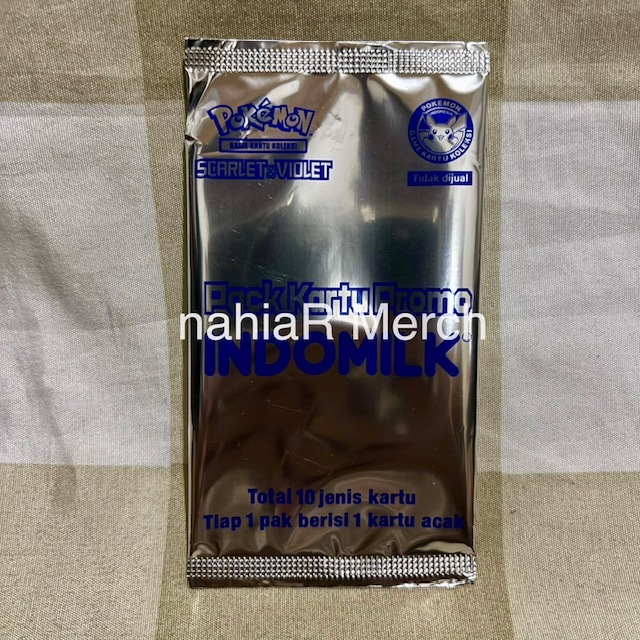 POKÉMON
GAME KARTU KOLEKSI
SCARLET & VIOLET
POKÉMON
GAME KARTU KOLEKSI
Tidak dijual
Pack Kartu Promo
nahiaR Merch
INDOMILK
Total 10 jenis kartu
Tiap 1 pak berisi 1 kartu acak